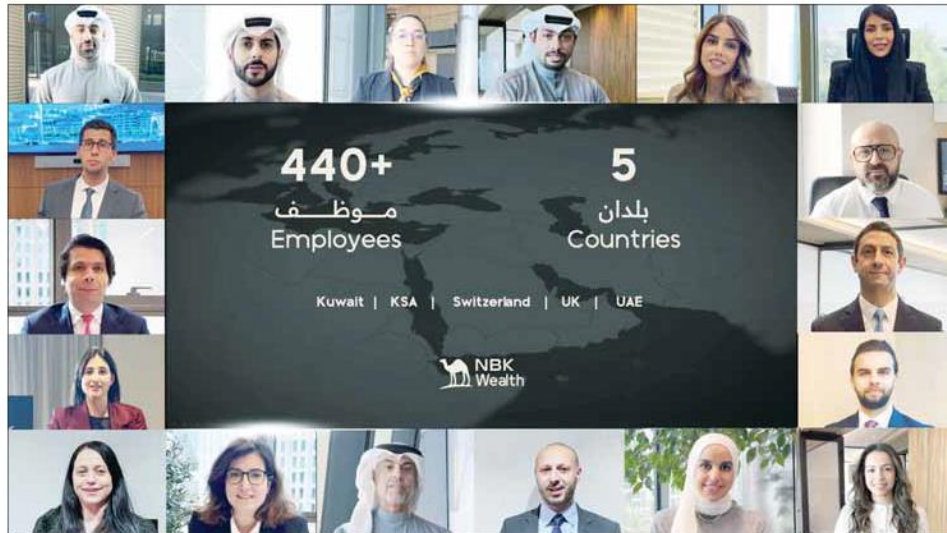 440+
موظف
Employees
5
بلدان
Countries
Kuwait | KSA | Switzerland | UK | UAE
NBK
Wealth